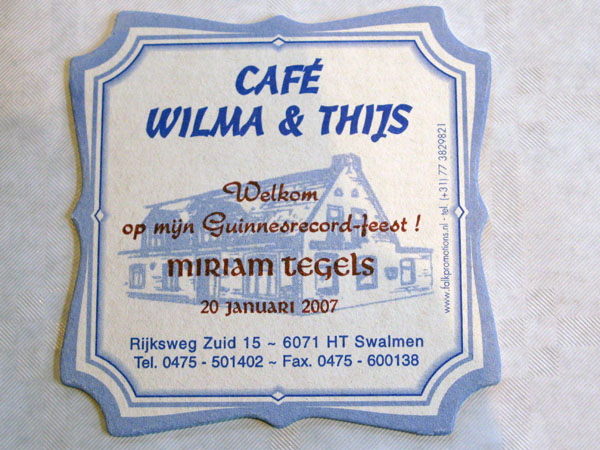 CAFÉ
WILMA & THIJS
Welkom
op mijn Guinnesrecord-feest !
MIRIAM TEGELS
20 JANUARI 2007
Rijksweg Zuid 15 ~ 6071 HT Swalmen
Tel. 0475 - 501402 ~ Fax. 0475 - 600138
www.folkpromotions.nl - tel. (+31) 77 3829821